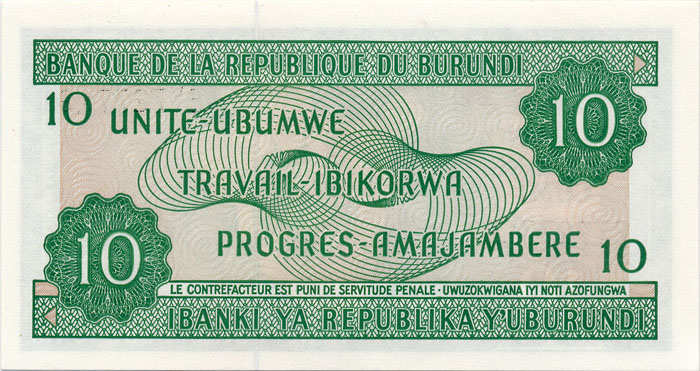 BANQUE DE LA REPUBLIQUE DU BURUNDI
10
10
UNITE-UBUMWE
TRAVAIL-IBIKORWA
PROGRES-AMAJAMBERE
10
10
LE CONTREFACTEUR EST PUNI DE SERVITUDE PENALE · UWUZOKWIGANA IYI NOTI AZOFUNGWA
IBANKI YA REPUBLIKA Y'UBURUNDI